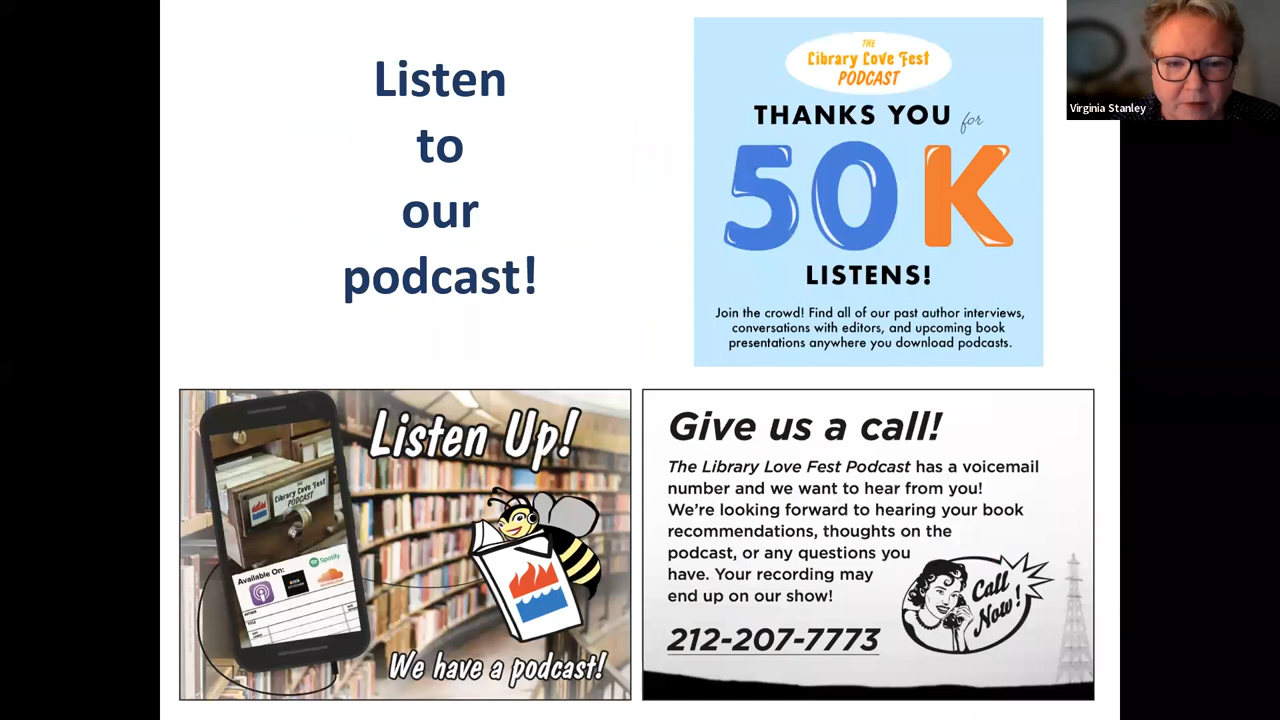 Listen
to
our
podcast!
THE
Library Love Fest
PODCAST
THANKS YOU for
50K
LISTENS!
Join the crowd! Find all of our past author interviews,
conversations with editors, and upcoming book
presentations anywhere you download podcasts.
Virginia Stanley
Listen Up!
THE
Library Love Fest
PODCAST
Available On:
Spotify
We have a podcast!
Give us a call!
The Library Love Fest Podcast has a voicemail
number and we want to hear from you!
We're looking forward to hearing your book
recommendations, thoughts on the
podcast, or any questions you
have. Your recording may
end up on our show!
Call
Now!
212-207-7773